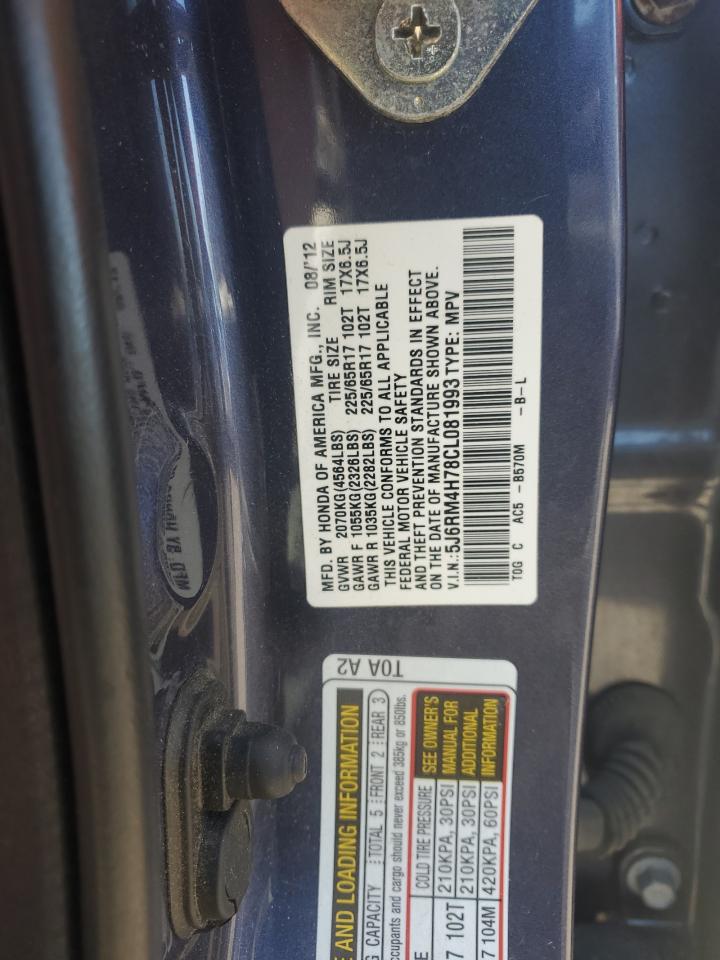 MFD. BY HONDA OF AMERICA MFG., INC. 08/'12
GVWR 2070KG(4564LBS) TIRE SIZE RIM SIZE
GAWR F 1055KG(2326LBS) 225/65R17 102T 17X6.5J
GAWR R 1035KG(2282LBS) 225/65R17 102T 17X6.5J
THIS VEHICLE CONFORMS TO ALL APPLICABLE
FEDERAL MOTOR VEHICLE SAFETY
AND THEFT PREVENTION STANDARDS IN EFFECT
ON THE DATE OF MANUFACTURE SHOWN ABOVE.
V.I.N.:5J6RM4H78CL081993 TYPE: MPV
TOG C AC5 -B570M -B-L
T0A A2
AND LOADING INFORMATION
CAPACITY TOTAL 5 FRONT 2 REAR 3
and cargo should never exceed 385kg or 850lbs.
COLD TIRE PRESSURE SEE OWNER'S
102T 210KPA, 30PSI MANUAL FOR
210KPA, 30PSI ADDITIONAL
104M 420KPA, 60PSI INFORMATION